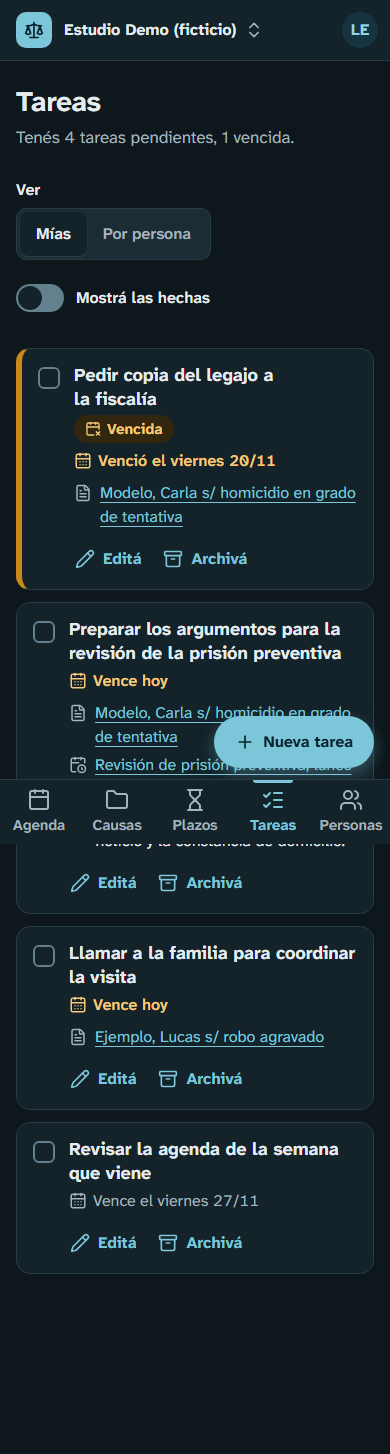 Estudio Demo (ficticio)
LE
Tareas
Tenés 4 tareas pendientes, 1 vencida.
Ver
Mías
Por persona
Mostrá las hechas
Pedir copia del legajo a
la fiscalía
Vencida
Venció el viernes 20/11
Modelo, Carla s/ homicidio en grado
de tentativa
Editá
Archivá
Preparar los argumentos para la
revisión de la prisión preventiva
Vence hoy
Modelo, Carla s/ homicidio en grado
de tentativa
Nueva tarea
Revisión de prisión
Agenda
Causas
Plazos
Tareas
Personas
Editá
Archivá
Llamar a la familia para coordinar
la visita
Vence hoy
Ejemplo, Lucas s/ robo agravado
Editá
Archivá
Revisar la agenda de la semana
que viene
Vence el viernes 27/11
Editá
Archivá